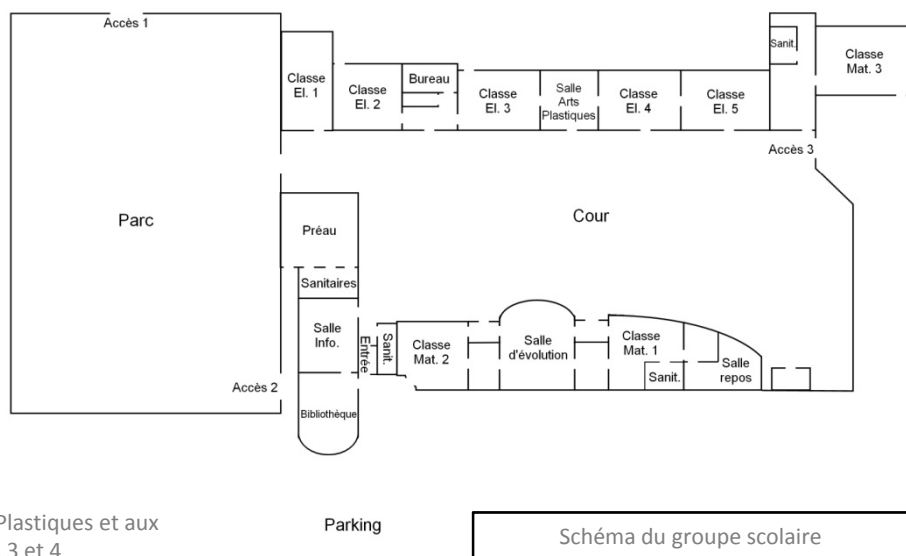 Accès 1
Classe
El. 1
Classe
El. 2
Bureau
Classe
El. 3
Salle
Arts
Plastiques
Classe
El. 4
Classe
El. 5
Sanit.
Classe
Mat. 3
Accès 3
Parc
Cour
Préau
Sanitaires
Salle
Info.
Entrée
Sanit.
Classe
Mat. 2
Salle
d'évolution
Classe
Mat. 1
Sanit.
Salle
repos
Accès 2
Bibliothèque
Plastiques et aux
3 et 4
Parking
Schéma du groupe scolaire